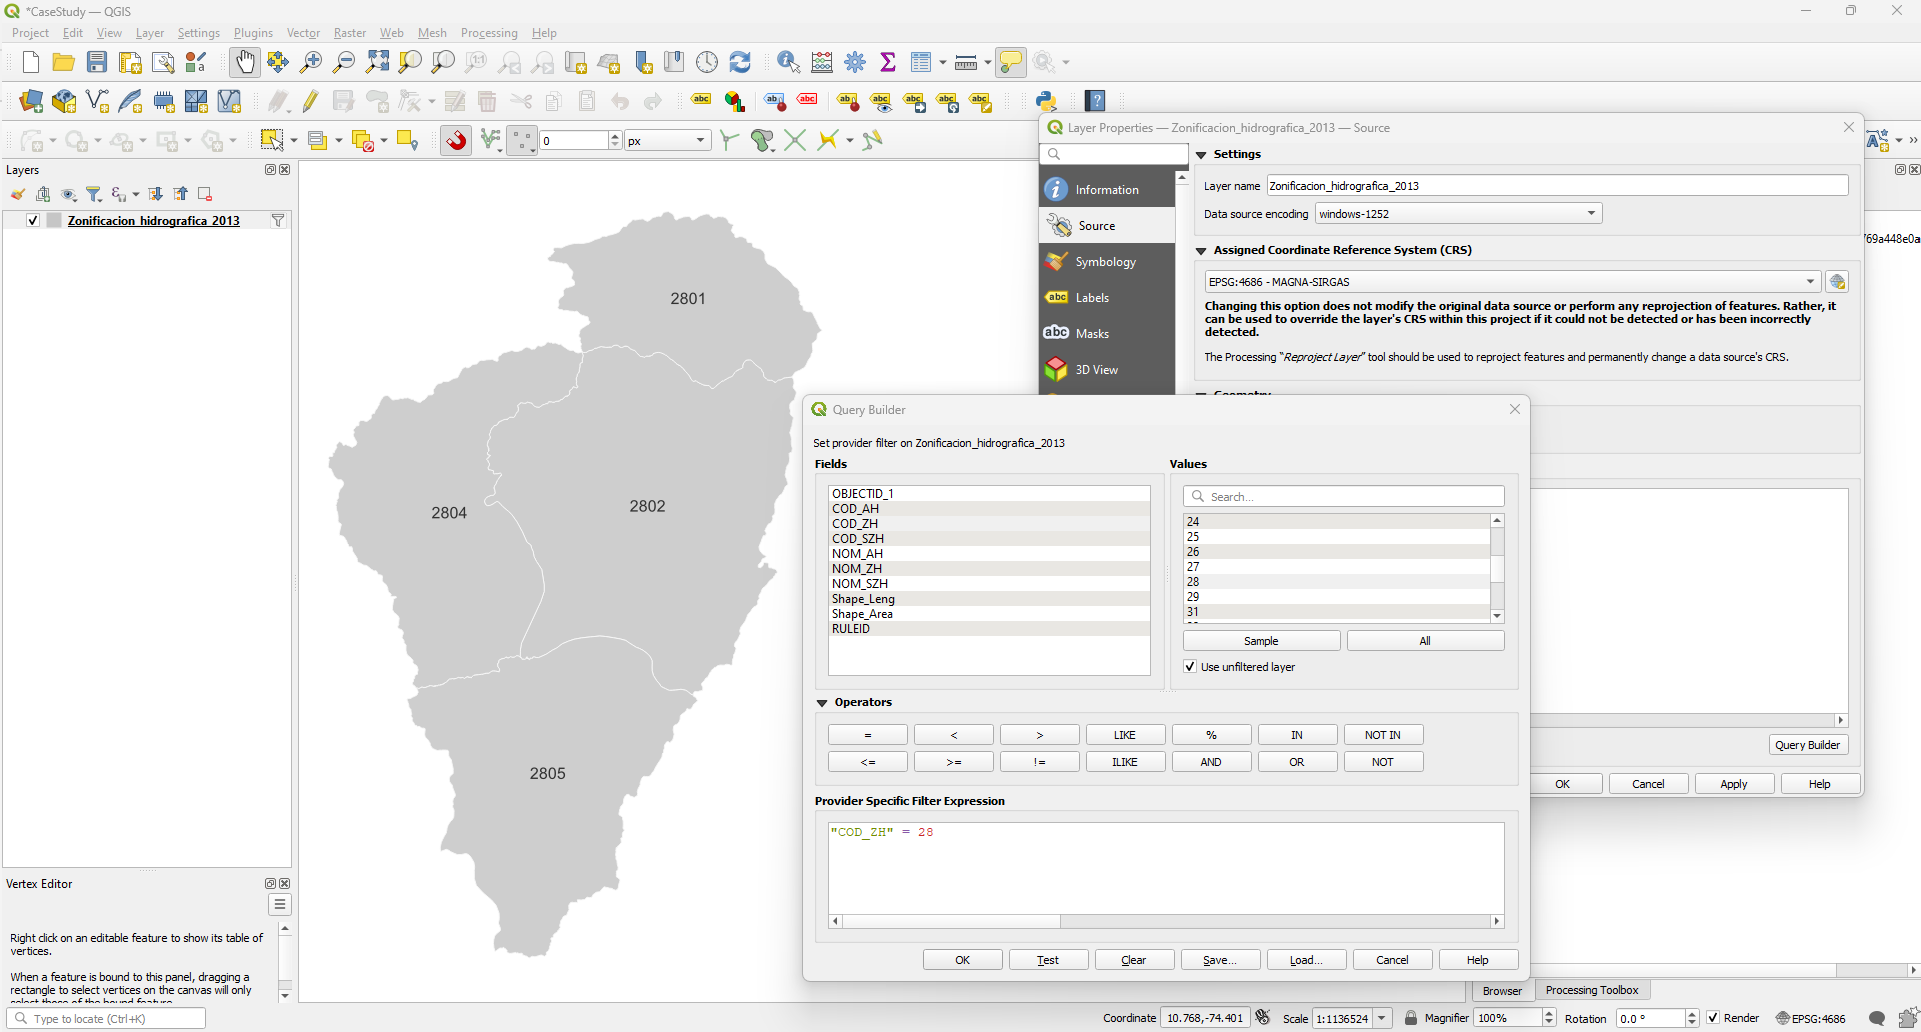 *CaseStudy — QGIS
Project Edit View Layer Settings Plugins Vector Raster Web Mesh Processing Help
0 px
Layers
Zonificacion_hidrografica_2013
2801
2804
2802
2805
Vertex Editor
Right click on an editable feature to show its table of
vertices.
When a feature is bound to this panel, dragging a
rectangle to select vertices on the canvas will only
select those of the bound feature.
Layer Properties — Zonificacion_hidrografica_2013 — Source
Information
Source
Symbology
Labels
Masks
3D View
Settings
Layer name Zonificacion_hidrografica_2013
Data source encoding windows-1252
Assigned Coordinate Reference System (CRS)
EPSG:4686 - MAGNA-SIRGAS
Changing this option does not modify the original data source or perform any reprojection of features. Rather, it
can be used to override the layer's CRS within this project if it could not be detected or has been incorrectly
detected.
The Processing "Reproject Layer" tool should be used to reproject features and permanently change a data source's CRS.
Geometry
69a448e0a
Query Builder
OK Cancel Apply Help
Query Builder
Set provider filter on Zonificacion_hidrografica_2013
Fields
OBJECTID_1
COD_AH
COD_ZH
COD_SZH
NOM_AH
NOM_ZH
NOM_SZH
Shape_Leng
Shape_Area
RULEID
Values
Search...
24
25
26
27
28
29
31
Sample All
Use unfiltered layer
Operators
= < > LIKE % IN NOT IN
<= >= != ILIKE AND OR NOT
Provider Specific Filter Expression
"COD_ZH" = 28
OK Test Clear Save... Load... Cancel Help
Browser Processing Toolbox
Type to locate (Ctrl+K)
Coordinate 10.768,-74.401 Scale 1:1136524 Magnifier 100% Rotation 0.0 ° Render EPSG:4686